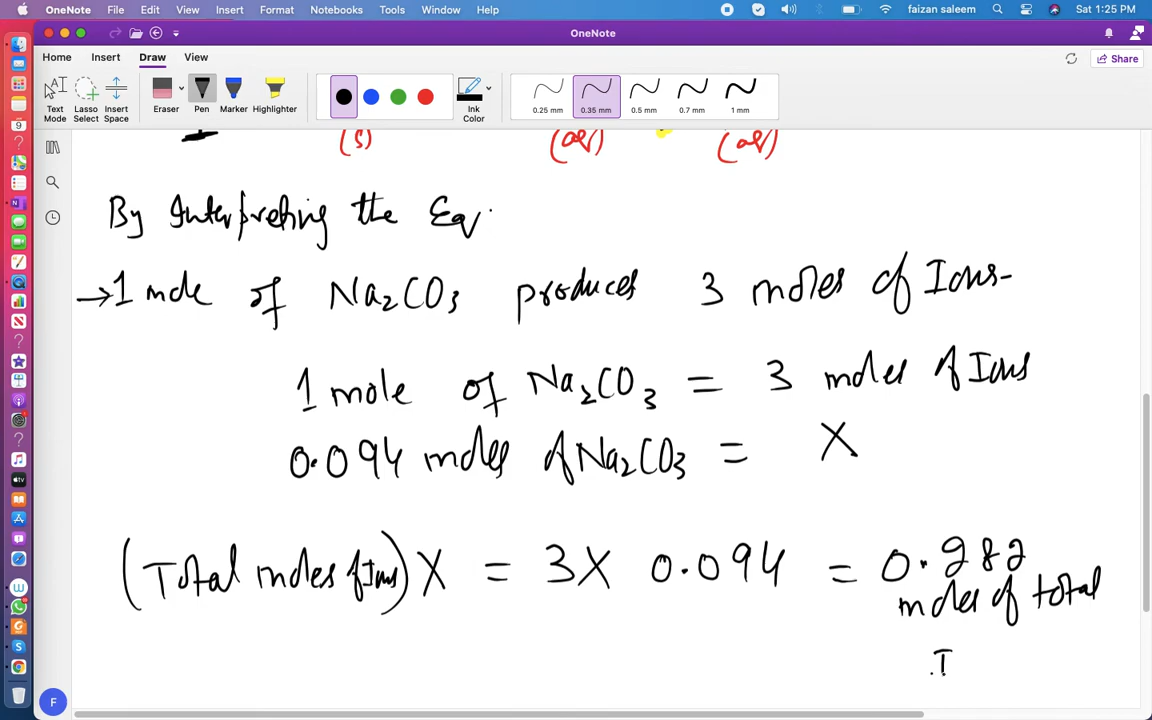 OneNote File Edit View Insert Format Notebooks Tools Window Help faizan saleem Sat 1:25 PM
OneNote
Home Insert Draw View Share
Text Mode Lasso Select Insert Space Eraser Pen Marker Highlighter Ink Color 0.25 mm 0.35 mm 0.5 mm 0.7 mm 1 mm
(s) (aq) (aq)
By Interpreting the Eq.
→ 1 mole of Na₂CO₃ produces 3 moles of Ions-
1 mole of Na₂CO₃ = 3 moles of Ions
0.094 moles of Na₂CO₃ = X
(Total moles of Ions) X = 3X 0.094 = 0.282
moles of total
I
F